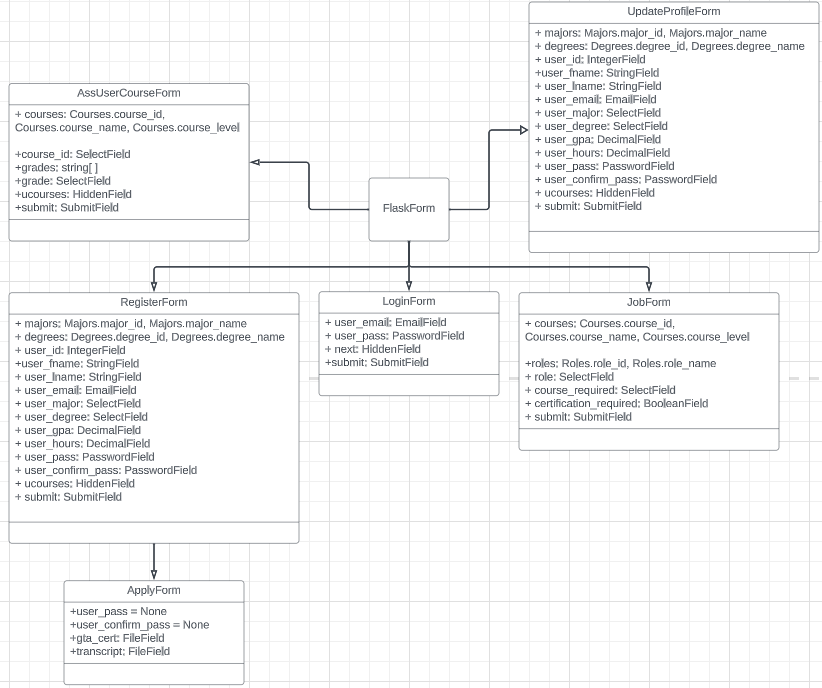 UpdateProfileForm
+ majors: Majors.major_id, Majors.major_name
+ degrees: Degrees.degree_id, Degrees.degree_name
+ user_id: IntegerField
+user_fname: StringField
+ user_lname: StringField
+ user_email: EmailField
+ user_major: SelectField
+ user_degree: SelectField
+ user_gpa: DecimalField
+ user_hours: DecimalField
+ user_pass: PasswordField
+ user_confirm_pass: PasswordField
+ ucourses: HiddenField
+ submit: SubmitField
AssUserCourseForm
+ courses: Courses.course_id,
Courses.course_name, Courses.course_level
+course_id: SelectField
+grades: string[ ]
+grade: SelectField
+ucourses: HiddenField
+submit: SubmitField
FlaskForm
RegisterForm
+ majors: Majors.major_id, Majors.major_name
+ degrees: Degrees.degree_id, Degrees.degree_name
+ user_id: IntegerField
+user_fname: StringField
+ user_lname: StringField
+ user_email: EmailField
+ user_major: SelectField
+ user_degree: SelectField
+ user_gpa: DecimalField
+ user_hours: DecimalField
+ user_pass: PasswordField
+ user_confirm_pass: PasswordField
+ ucourses: HiddenField
+ submit: SubmitField
LoginForm
+ user_email: EmailField
+ user_pass: PasswordField
+ next: HiddenField
+submit: SubmitField
JobForm
+ courses: Courses.course_id,
Courses.course_name, Courses.course_level
+roles: Roles.role_id, Roles.role_name
+ role: SelectField
+ course_required: SelectField
+ certification_required: BooleanField
+ submit: SubmitField
ApplyForm
+user_pass = None
+user_confirm_pass = None
+gta_cert: FileField
+transcript: FileField